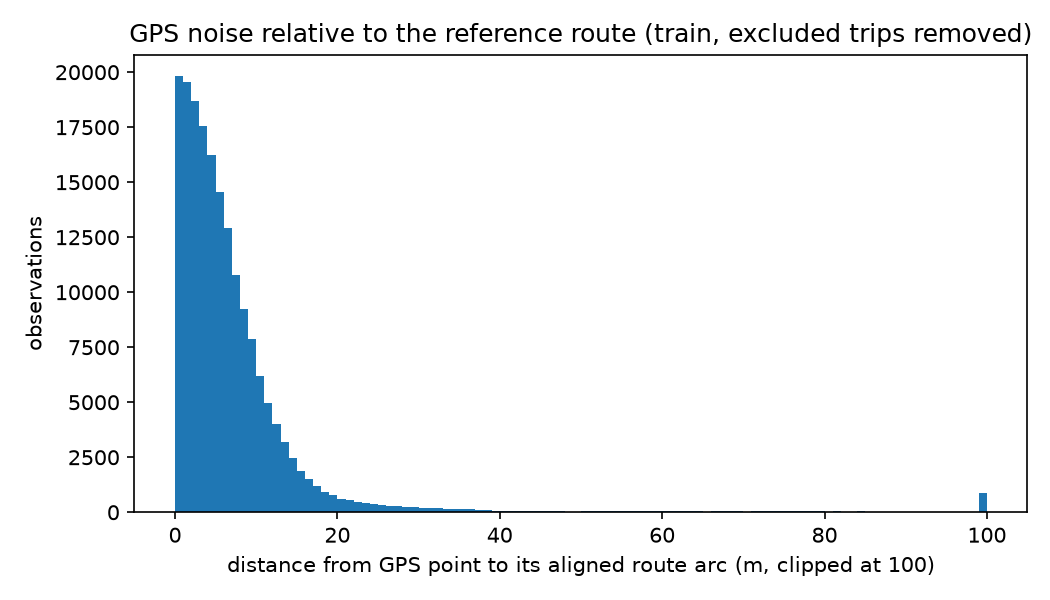 GPS noise relative to the reference route (train, excluded trips removed)
20000
17500
15000
12500
10000
7500
5000
2500
0
observations
0 20 40 60 80 100
distance from GPS point to its aligned route arc (m, clipped at 100)